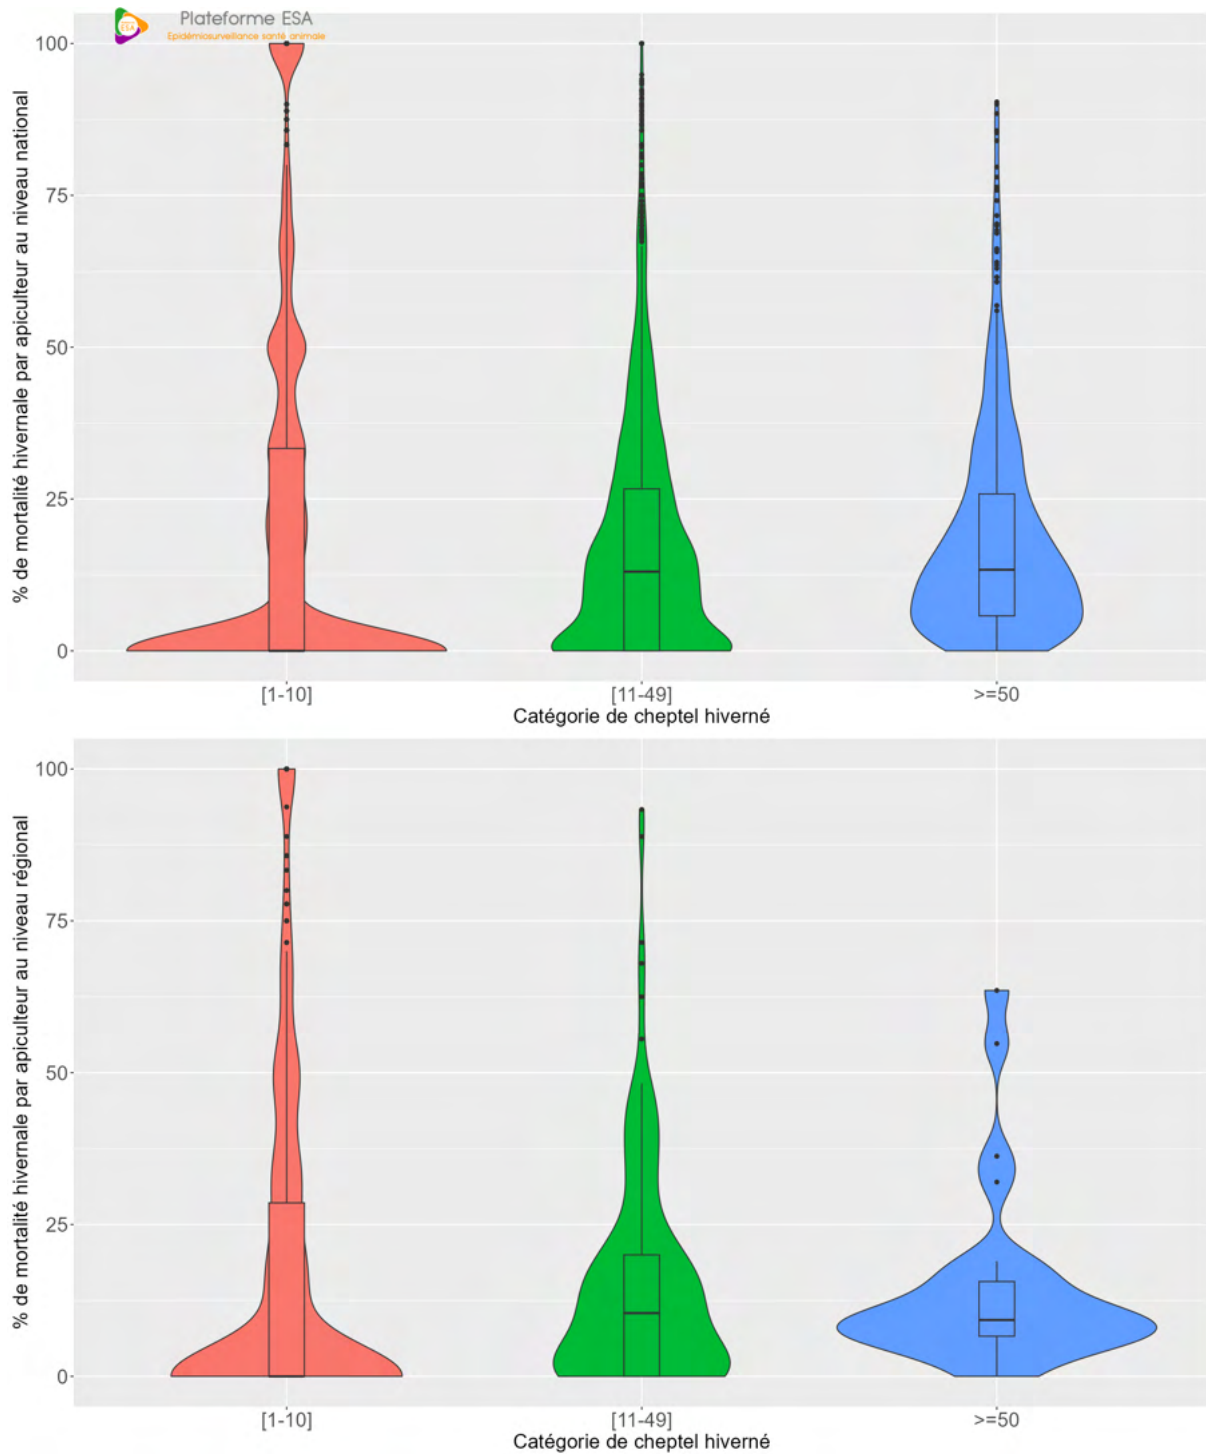 Plateforme ESA
ESA
Epidémiosurveillance santé animale
% de mortalité hivernale par apiculteur au niveau national
100
75
50
25
0
[1-10]
[11-49]
>=50
Catégorie de cheptel hiverné
% de mortalité hivernale par apiculteur au niveau régional
100
75
50
25
0
[1-10]
[11-49]
>=50
Catégorie de cheptel hiverné